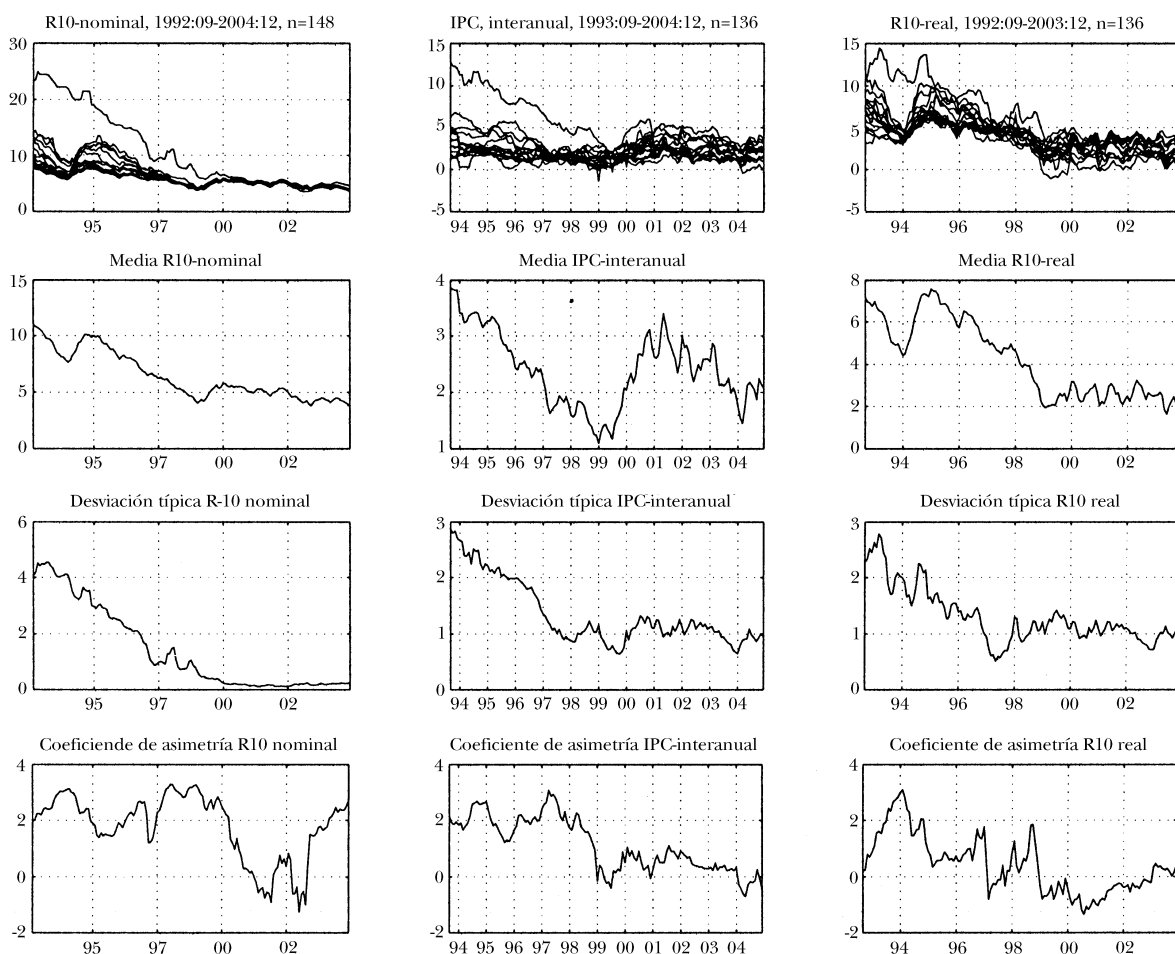 R10-nominal, 1992:09-2004:12, n=148
IPC, interanual, 1993:09-2004:12, n=136
R10-real, 1992:09-2003:12, n=136
30
20
10
0
95 97 00 02
15
10
5
0
-5
94 95 96 97 98 99 00 01 02 03 04
15
10
5
0
-5
94 96 98 00 02
Media R10-nominal
Media IPC-interanual
Media R10-real
15
10
5
0
95 97 00 02
4
3
2
1
94 95 96 97 98 99 00 01 02 03 04
8
6
4
2
0
94 96 98 00 02
Desviación típica R-10 nominal
Desviación típica IPC-interanual
Desviación típica R10 real
6
4
2
0
95 97 00 02
3
2
1
0
94 95 96 97 98 99 00 01 02 03 04
3
2
1
0
94 96 98 00 02
Coeficiende de asimetría R10 nominal
Coeficiente de asimetría IPC-interanual
Coeficiente de asimetría R10 real
4
2
0
-2
95 97 00 02
4
2
0
-2
94 95 96 97 98 99 00 01 02 03 04
4
2
0
-2
94 96 98 00 02